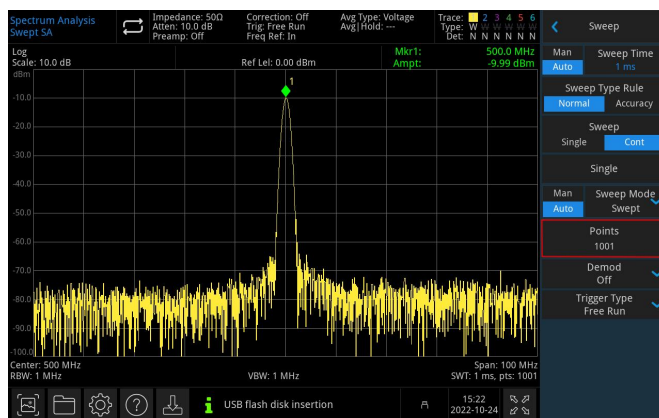 Spectrum Analysis
Swept SA
Impedance: 50Ω
Atten: 10.0 dB
Preamp: Off
Correction: Off
Trig: Free Run
Freq Ref: In
Avg Type: Voltage
Avg|Hold: ---
Trace: 1 2 3 4 5 6
Type: W W W W W W
Det: N N N N N N
Log
Scale: 10.0 dB
Ref Lel: 0.00 dBm
Mkr1: 500.0 MHz
Ampt: -9.99 dBm
dBm
1
-10.0
-20.0
-30.0
-40.0
-50.0
-60.0
-70.0
-80.0
-90.0
-100.0
Center: 500 MHz
Span: 100 MHz
RBW: 1 MHz
VBW: 1 MHz
SWT: 1 ms, pts: 1001
USB flash disk insertion
15:22
2022-10-24
Sweep
Man
Auto
Sweep Time
1 ms
Sweep Type Rule
Normal Accuracy
Sweep
Single Cont
Single
Man
Auto
Sweep Mode
Swept
Points
1001
Demod
Off
Trigger Type
Free Run